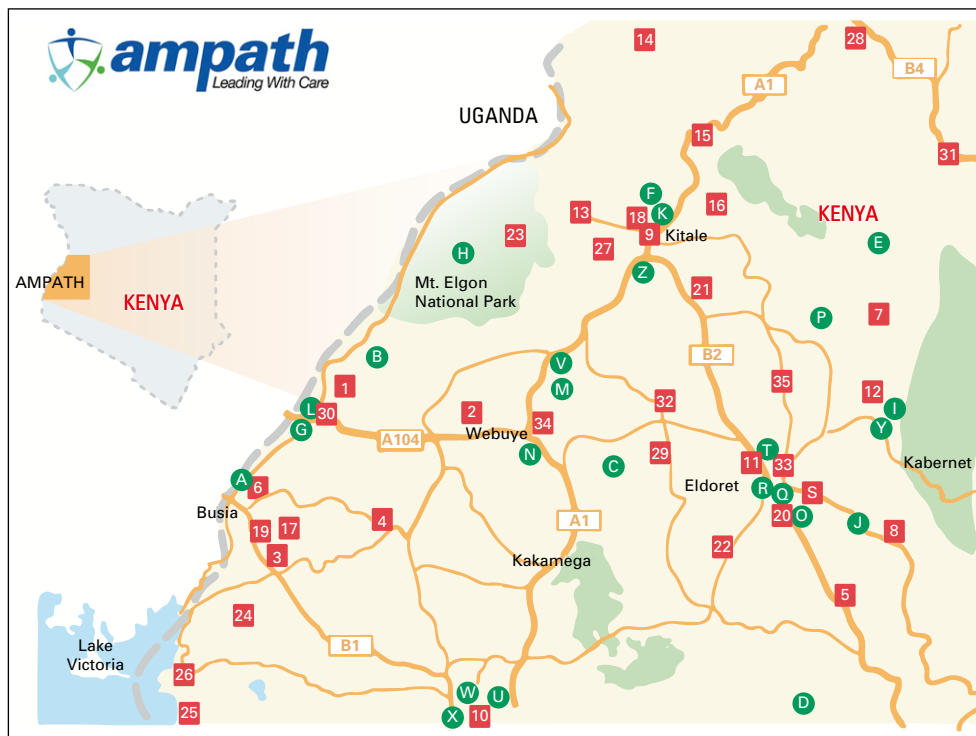 ampath
Leading With Care
14
28
B4
A1
UGANDA
15
31
F
16
13
18
K
KENYA
9
Kitale
23
E
27
H
Z
AMPATH
Mt. Elgon
National Park
21
KENYA
P
7
B
V
B2
1
M
35
12
32
L
30
2
I
G
34
Y
Webuye
A104
N
T
29
11
33
C
Kabernet
A
6
Eldoret
R
Q
S
Busia
20
O
4
A1
J
19
17
8
22
3
Kakamega
5
24
Lake
Victoria
B1
26
W
U
D
25
X
10